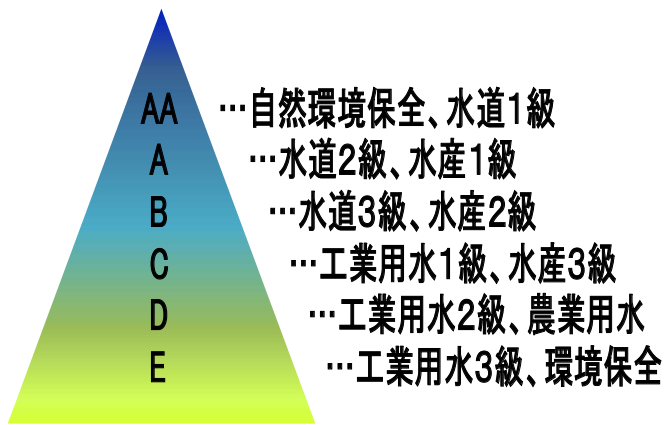 AA …自然環境保全、水道1級
A …水道2級、水産1級
B …水道3級、水産2級
C …工業用水1級、水産3級
D …工業用水2級、農業用水
E …工業用水3級、環境保全